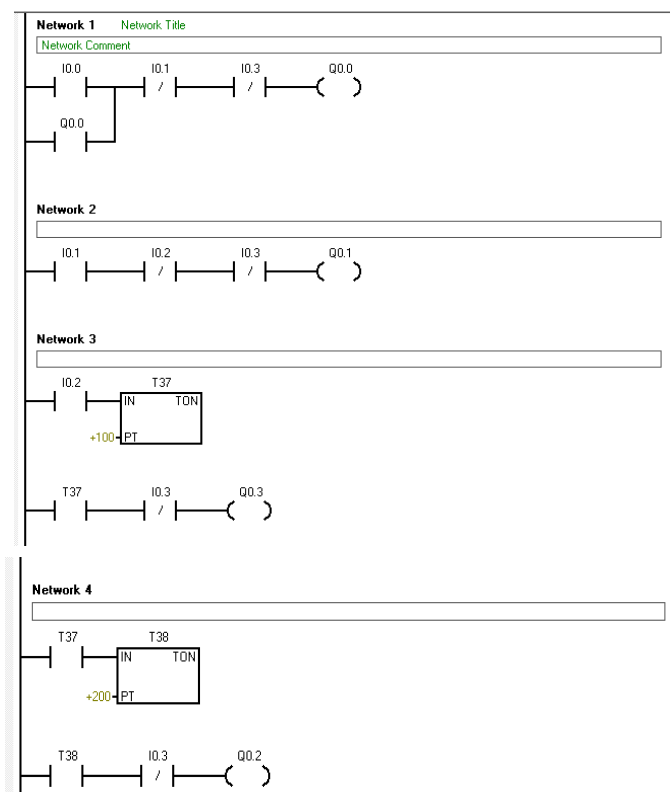 Network 1 Network Title
Network Comment
I0.0 I0.1 I0.3 Q0.0
/ /
Q0.0
Network 2
I0.1 I0.2 I0.3 Q0.1
/ /
Network 3
I0.2 T37
IN TON
+100 PT
T37 I0.3 Q0.3
/
Network 4
T37 T38
IN TON
+200 PT
T38 I0.3 Q0.2
/